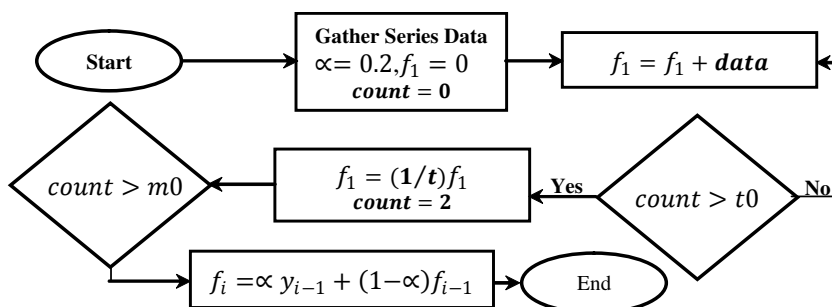 Start
Gather Series Data
∝= 0.2, f₁ = 0
count = 0
f₁ = f₁ + data
count > m0
f₁ = (1/t)f₁
count = 2
Yes
count > t0
No
fᵢ =∝ yᵢ₋₁ + (1−∝)fᵢ₋₁
End